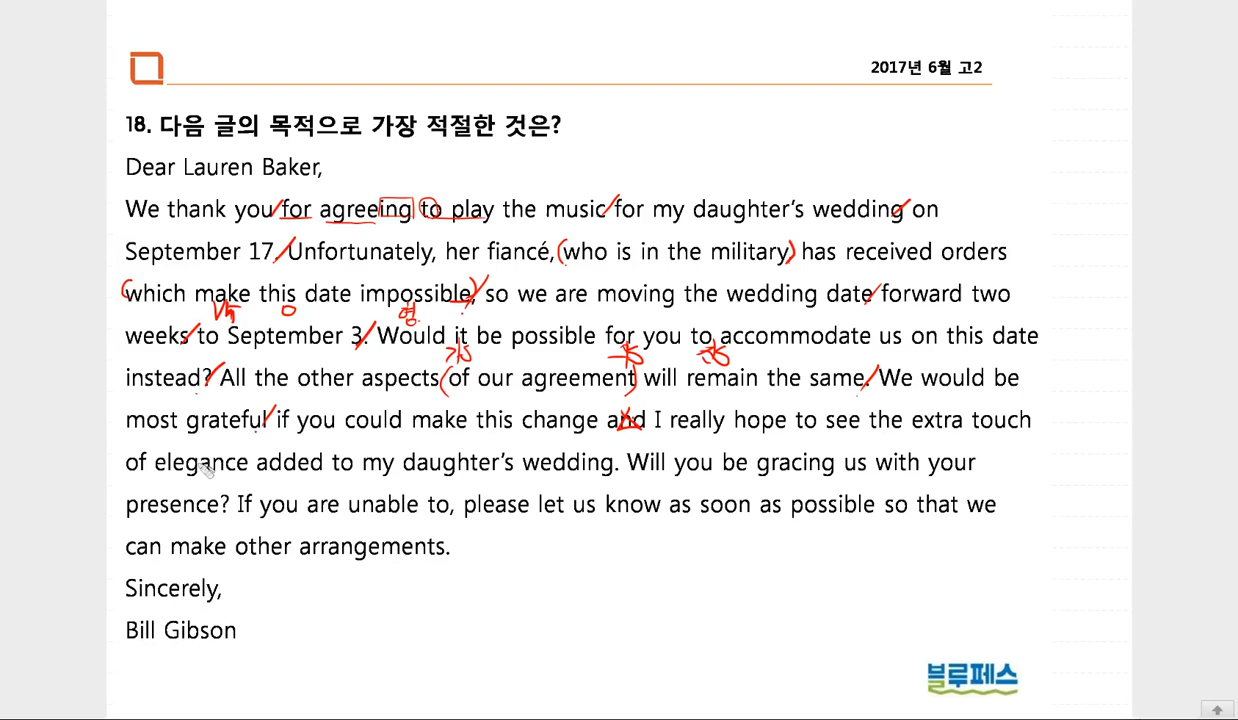 2017년 6월 고2
18. 다음 글의 목적으로 가장 적절한 것은?
Dear Lauren Baker,
We thank you for agreeing to play the music for my daughter's wedding on
September 17. Unfortunately, her fiancé, who is in the military, has received orders
which make this date impossible, so we are moving the wedding date forward two
weeks to September 3. Would it be possible for you to accommodate us on this date
instead? All the other aspects of our agreement will remain the same. We would be
most grateful if you could make this change and I really hope to see the extra touch
of elegance added to my daughter's wedding. Will you be gracing us with your
presence? If you are unable to, please let us know as soon as possible so that we
can make other arrangements.
Sincerely,
Bill Gibson
블루페스